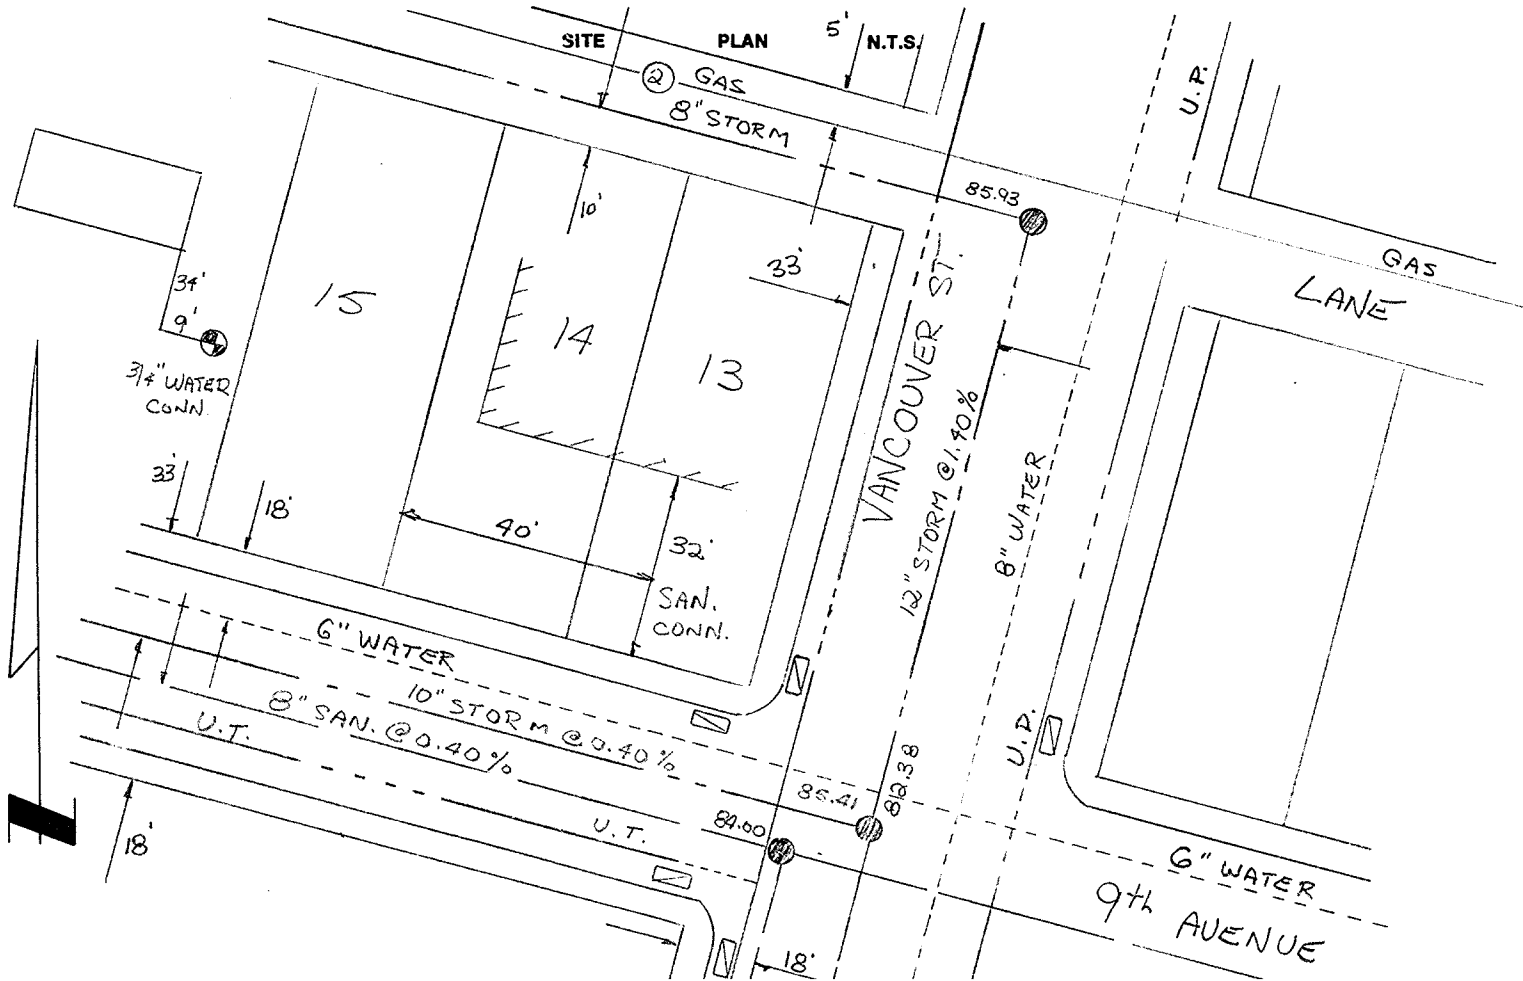 SITE PLAN N.T.S.
5'
② GAS
8" STORM
U.P.
85.93
10'
33'
GAS
LANE
34'
9'
3/4" WATER
CONN.
15
14
13
VANCOUVER ST.
12" STORM @ 1.40%
8" WATER
33'
18'
40'
32'
SAN.
CONN.
6" WATER
10" STORM @ 0.40%
8" SAN. @ 0.40%
U.T.
U.T.
85.41
84.00
18'
6" WATER
9th AVENUE
18'